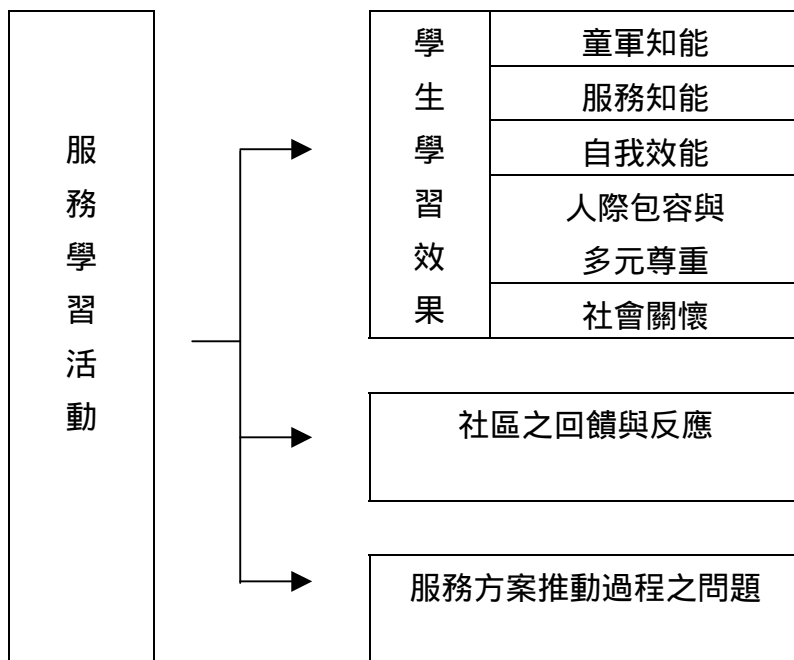 服務學習活動
學生學習效果
童軍知能
服務知能
自我效能
人際包容與
多元尊重
社會關懷
社區之回饋與反應
服務方案推動過程之問題